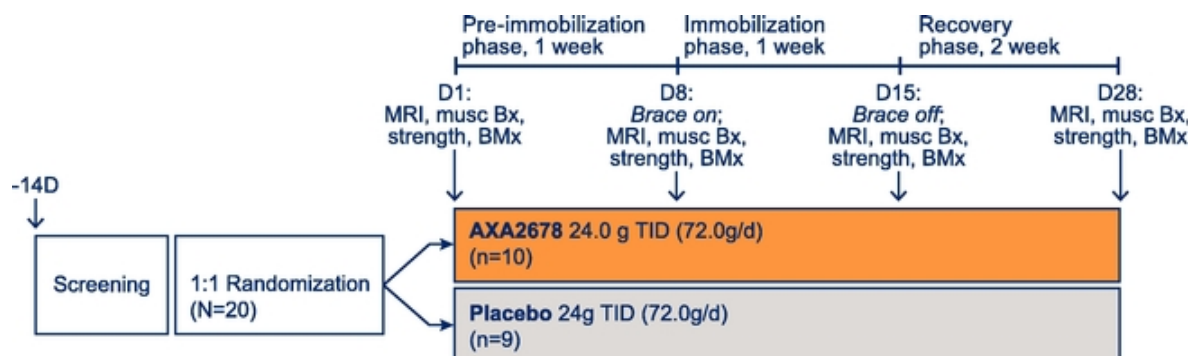 Pre-immobilization
phase, 1 week
Immobilization
phase, 1 week
Recovery
phase, 2 week
D1:
MRI, musc Bx,
strength, BMx
D8:
Brace on;
MRI, musc Bx,
strength, BMx
D15:
Brace off;
MRI, musc Bx,
strength, BMx
D28:
MRI, musc Bx,
strength, BMx
-14D
Screening
1:1 Randomization
(N=20)
AXA2678 24.0 g TID (72.0g/d)
(n=10)
Placebo 24g TID (72.0g/d)
(n=9)